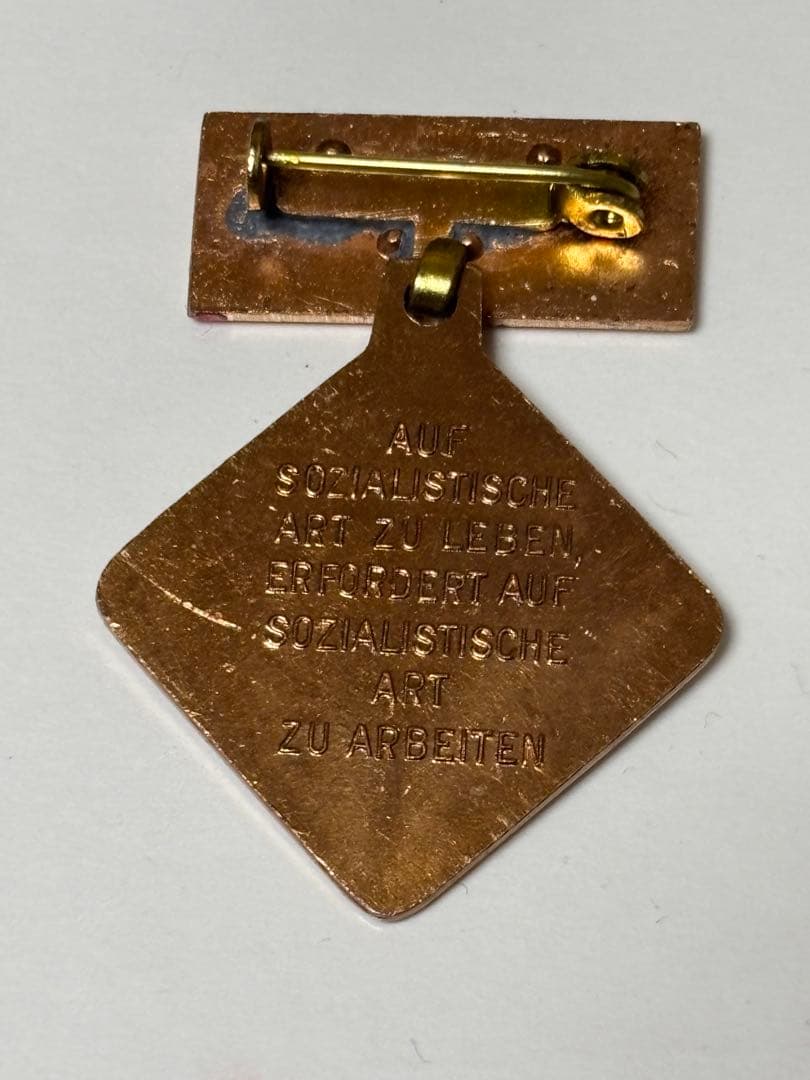 AUF
SOZIALISTISCHE
ART ZU LEBEN,
ERFORDERT AUF
SOZIALISTISCHE
ART
ZU ARBEITEN